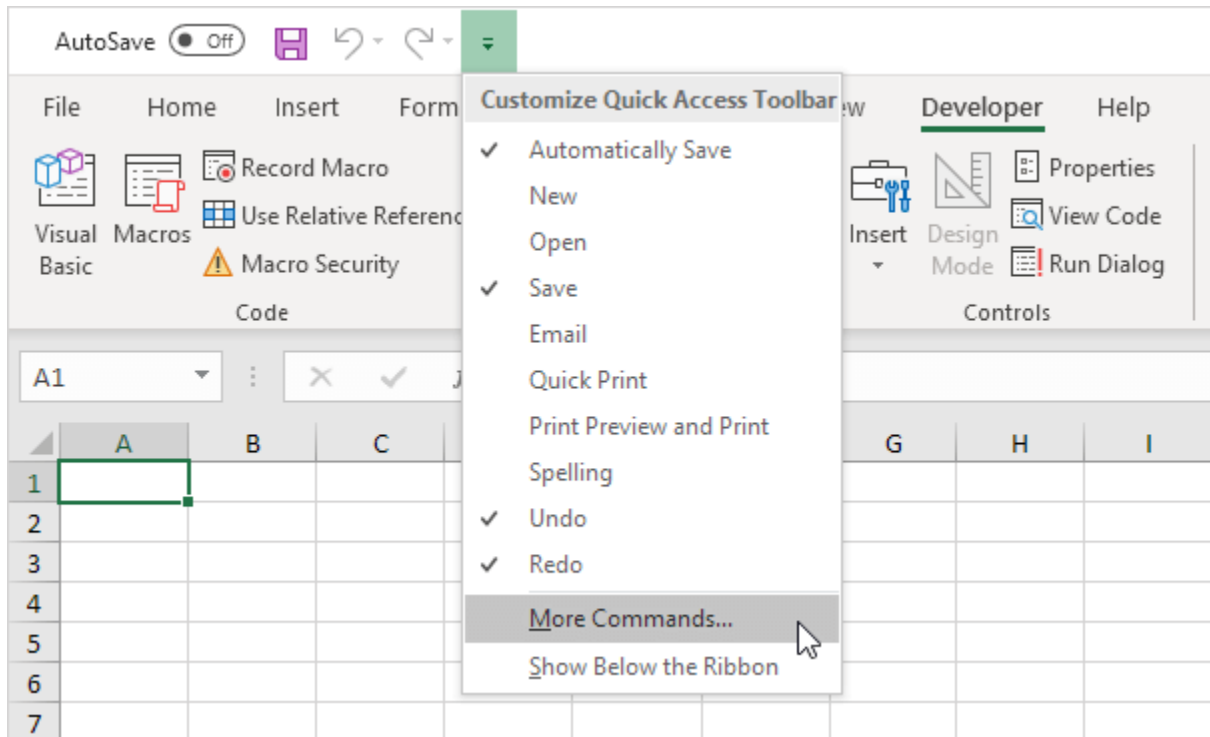 AutoSave Off
File Home Insert Form ew Developer Help
Customize Quick Access Toolbar
Automatically Save
New
Open
Save
Email
Quick Print
Print Preview and Print
Spelling
Undo
Redo
More Commands...
Show Below the Ribbon
Visual Basic
Macros
Record Macro
Use Relative Referenc
Macro Security
Code
Insert
Design Mode
Properties
View Code
Run Dialog
Controls
A1
A B C G H I
1
2
3
4
5
6
7